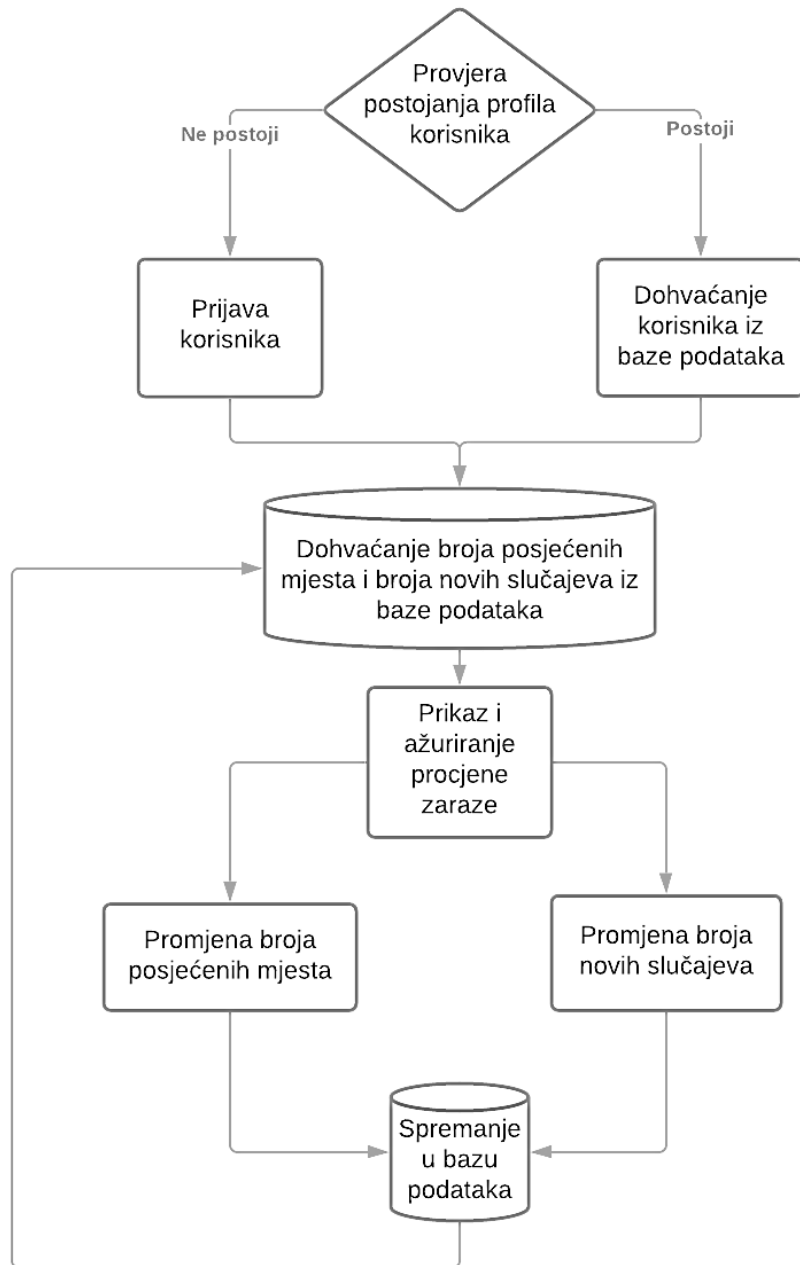 Provjera
postojanja profila
korisnika
Ne postoji
Postoji
Prijava
korisnika
Dohvaćanje
korisnika iz
baze podataka
Dohvaćanje broja posjećenih
mjesta i broja novih slučajeva iz
baze podataka
Prikaz i
ažuriranje
procjene
zaraze
Promjena broja
posjećenih mjesta
Promjena broja
novih slučajeva
Spremanje
u bazu
podataka